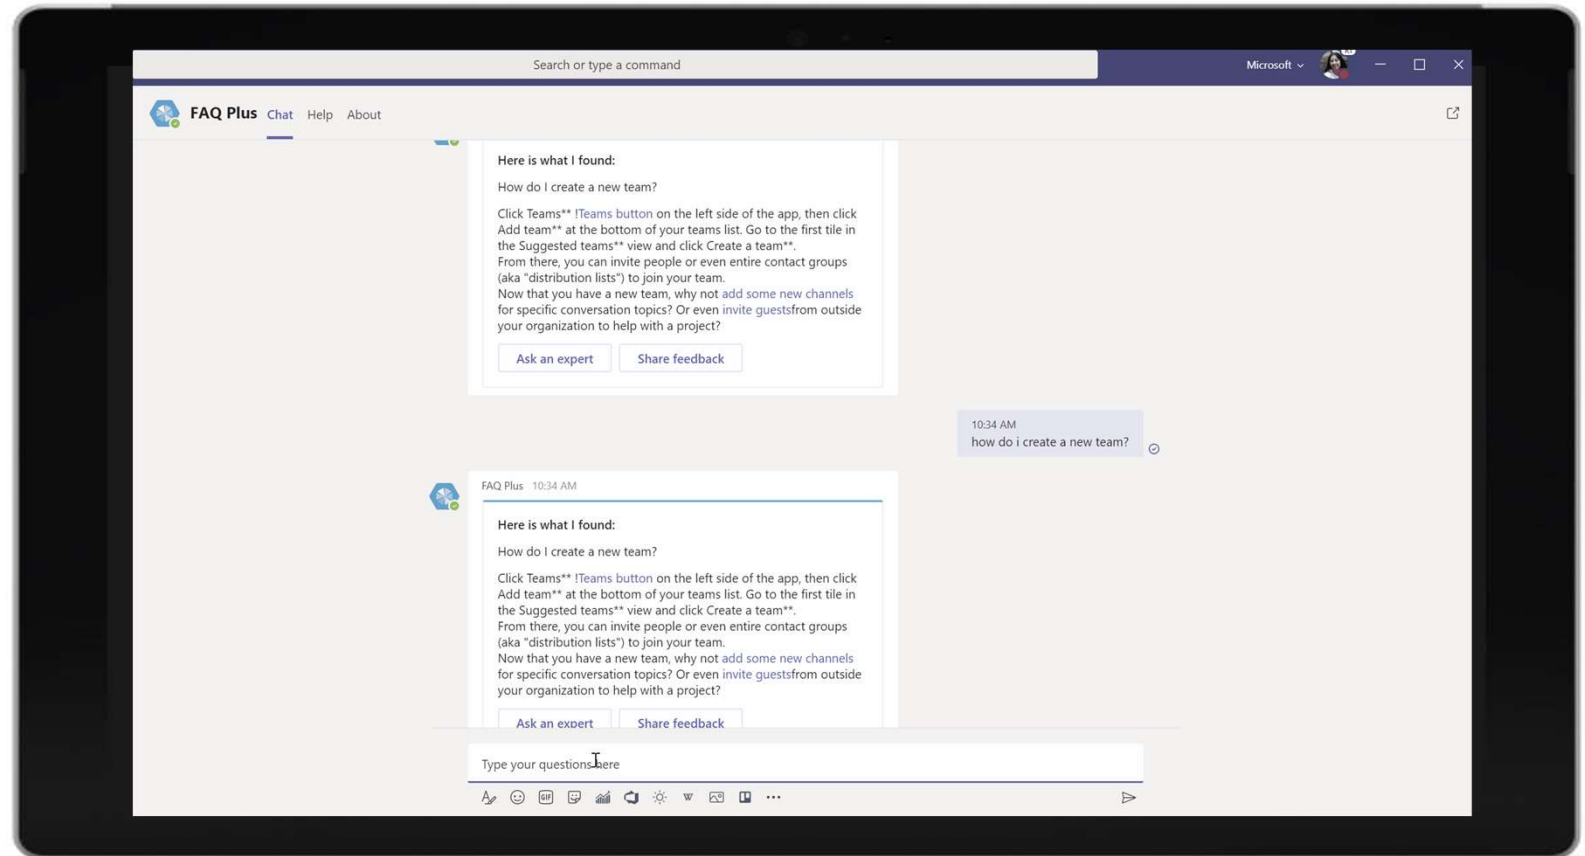 Search or type a command
Microsoft
FAQ Plus
Chat
Help
About
Here is what I found:
How do I create a new team?
Click Teams** !Teams button on the left side of the app, then click
Add team** at the bottom of your teams list. Go to the first tile in
the Suggested teams** view and click Create a team**.
From there, you can invite people or even entire contact groups
(aka "distribution lists") to join your team.
Now that you have a new team, why not add some new channels
for specific conversation topics? Or even invite guestsfrom outside
your organization to help with a project?
Ask an expert
Share feedback
10:34 AM
how do i create a new team?
FAQ Plus 10:34 AM
Here is what I found:
How do I create a new team?
Click Teams** !Teams button on the left side of the app, then click
Add team** at the bottom of your teams list. Go to the first tile in
the Suggested teams** view and click Create a team**.
From there, you can invite people or even entire contact groups
(aka "distribution lists") to join your team.
Now that you have a new team, why not add some new channels
for specific conversation topics? Or even invite guestsfrom outside
your organization to help with a project?
Ask an expert
Share feedback
Type your questions here
GIF
W